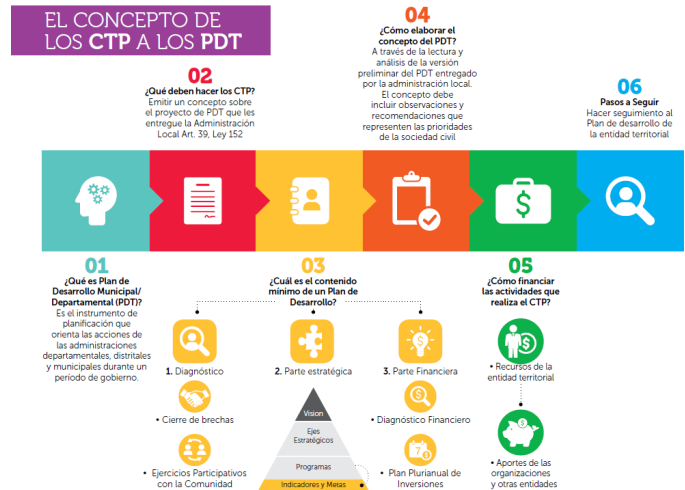 EL CONCEPTO DE
LOS CTP A LOS PDT
02
¿Qué deben hacer los CTP?
Emitir un concepto sobre
el proyecto de PDT que les
entregue la Administración
Local Art. 39, Ley 152
04
¿Cómo elaborar el
concepto del PDT?
A través de la lectura y
análisis de la versión
preliminar del PDT entregado
por la administración local.
El concepto debe
incluir observaciones y
recomendaciones que
representen las prioridades
de la sociedad civil
06
Pasos a Seguir
Hacer seguimiento al
Plan de desarrollo de
la entidad territorial
01
¿Qué es Plan de
Desarrollo Municipal/
Departamental (PDT)?
Es el instrumento de
planificación que
orienta las acciones de
las administraciones
departamentales, distritales
y municipales durante un
período de gobierno.
03
¿Cuál es el contenido
mínimo de un Plan de
Desarrollo?
1. Diagnóstico
• Cierre de brechas
• Ejercicios Participativos
con la Comunidad
2. Parte estratégica
Vision
Ejes
Estratégicos
Programas
Indicadores y Metas
3. Parte Financiera
• Diagnóstico Financiero
7
• Plan Plurianual de
Inversiones
05
¿Cómo financiar
las actividades que
realiza el CTP?
• Recursos de la
entidad territorial
• Aportes de las
organizaciones
y otras entidades